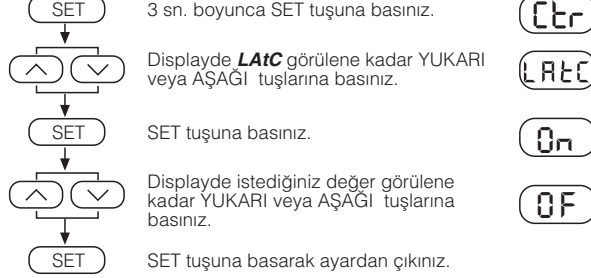 SET
3 sn. boyunca SET tuşuna basınız.
Ctr
Displayde LAtC görülene kadar YUKARI
veya AŞAĞI tuşlarına basınız.
LAtC
SET
SET tuşuna basınız.
On
Displayde istediğiniz değer görülene
kadar YUKARI veya AŞAĞI tuşlarına
basınız.
OF
SET
SET tuşuna basarak ayardan çıkınız.